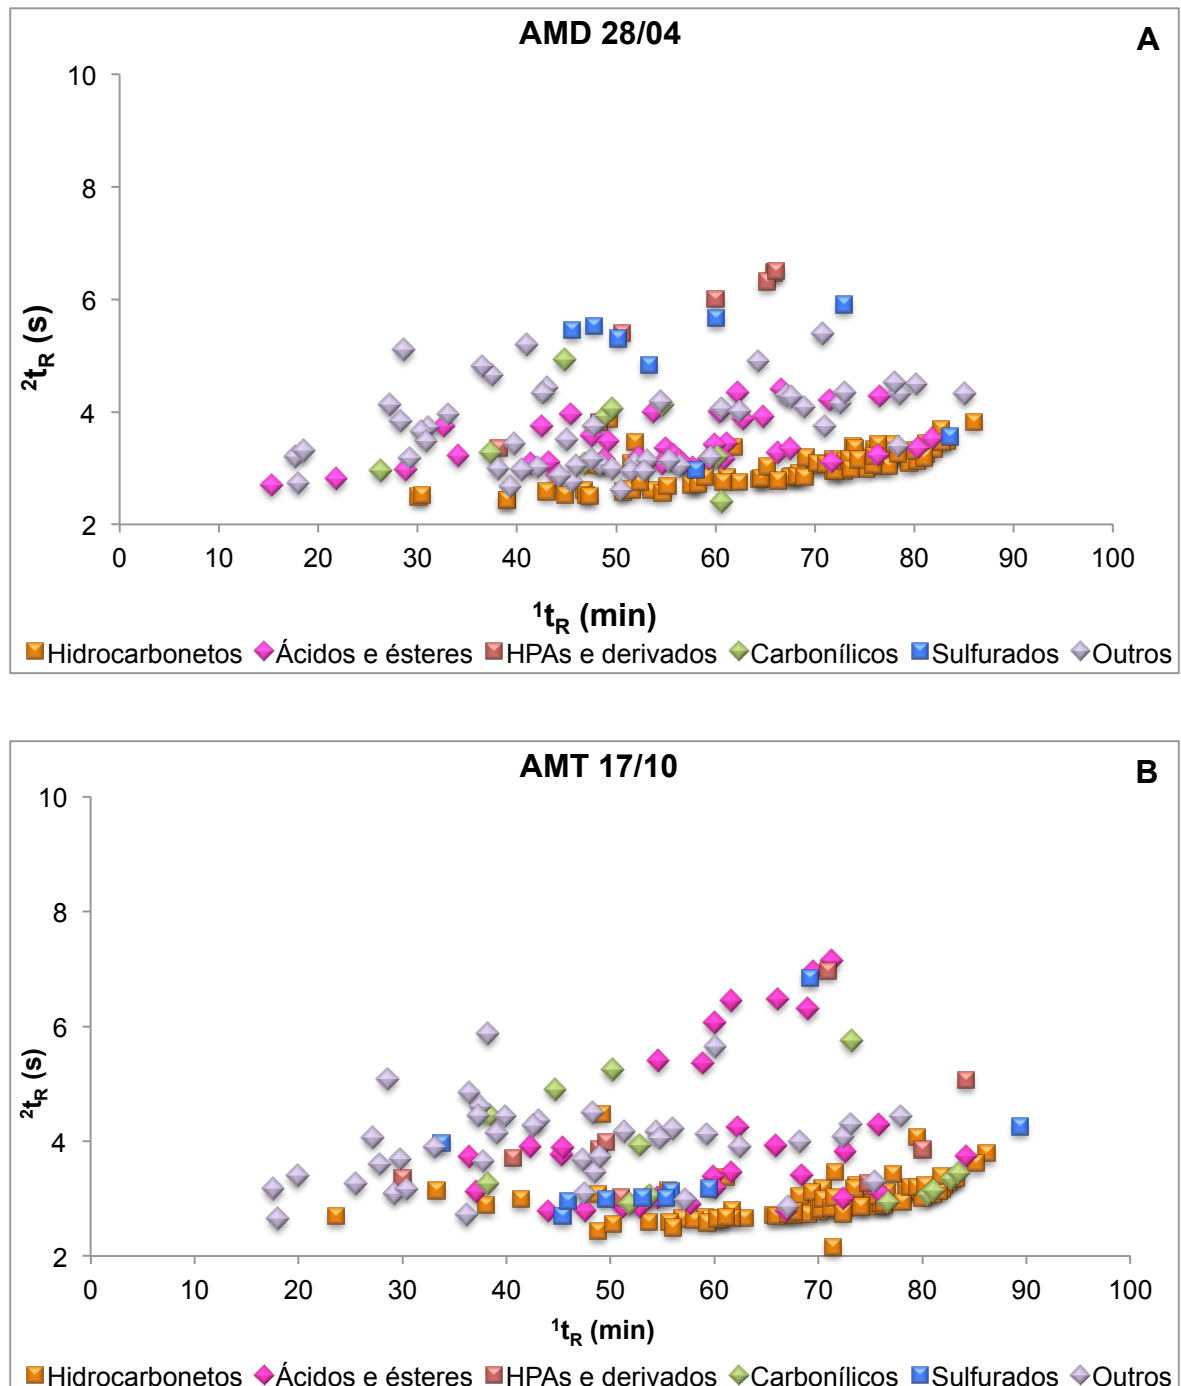 AMD 28/04
A
10
8
6
4
2
²tR (s)
0 10 20 30 40 50 60 70 80 90 100
¹tR (min)
Hidrocarbonetos Ácidos e ésteres HPAs e derivados Carbonílicos Sulfurados Outros
AMT 17/10
B
10
8
6
4
2
²tR (s)
0 10 20 30 40 50 60 70 80 90 100
¹tR (min)
Hidrocarbonetos Ácidos e ésteres HPAs e derivados Carbonílicos Sulfurados Outros